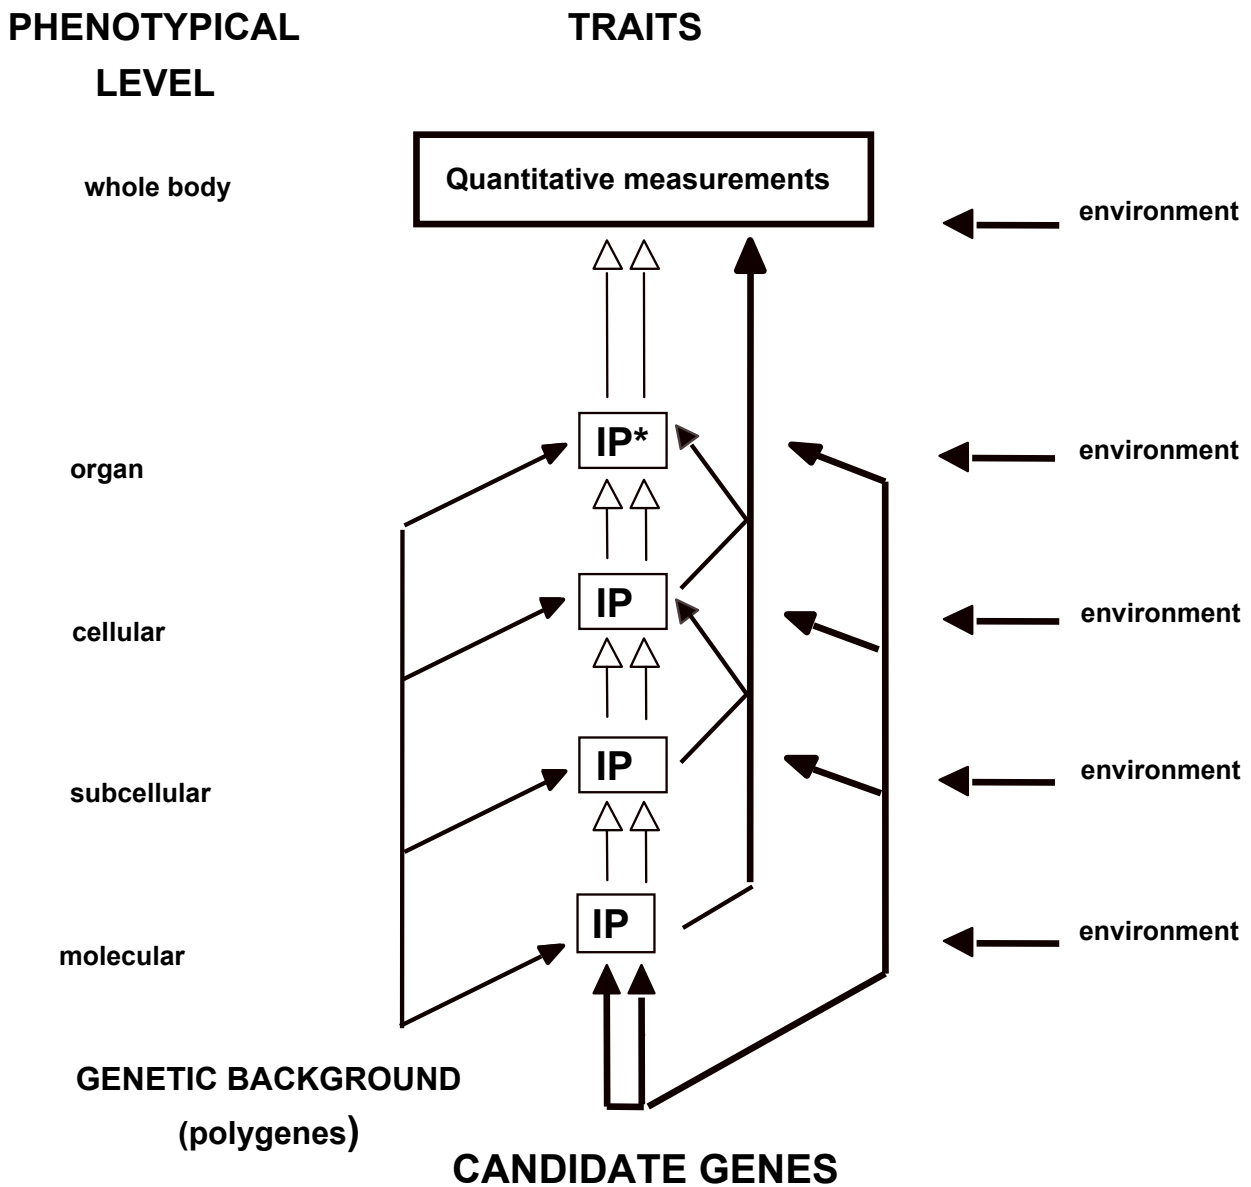 PHENOTYPICAL
LEVEL
TRAITS
whole body
Quantitative measurements
environment
organ
IP*
environment
cellular
IP
environment
subcellular
IP
environment
molecular
IP
environment
GENETIC BACKGROUND
(polygenes)
CANDIDATE GENES